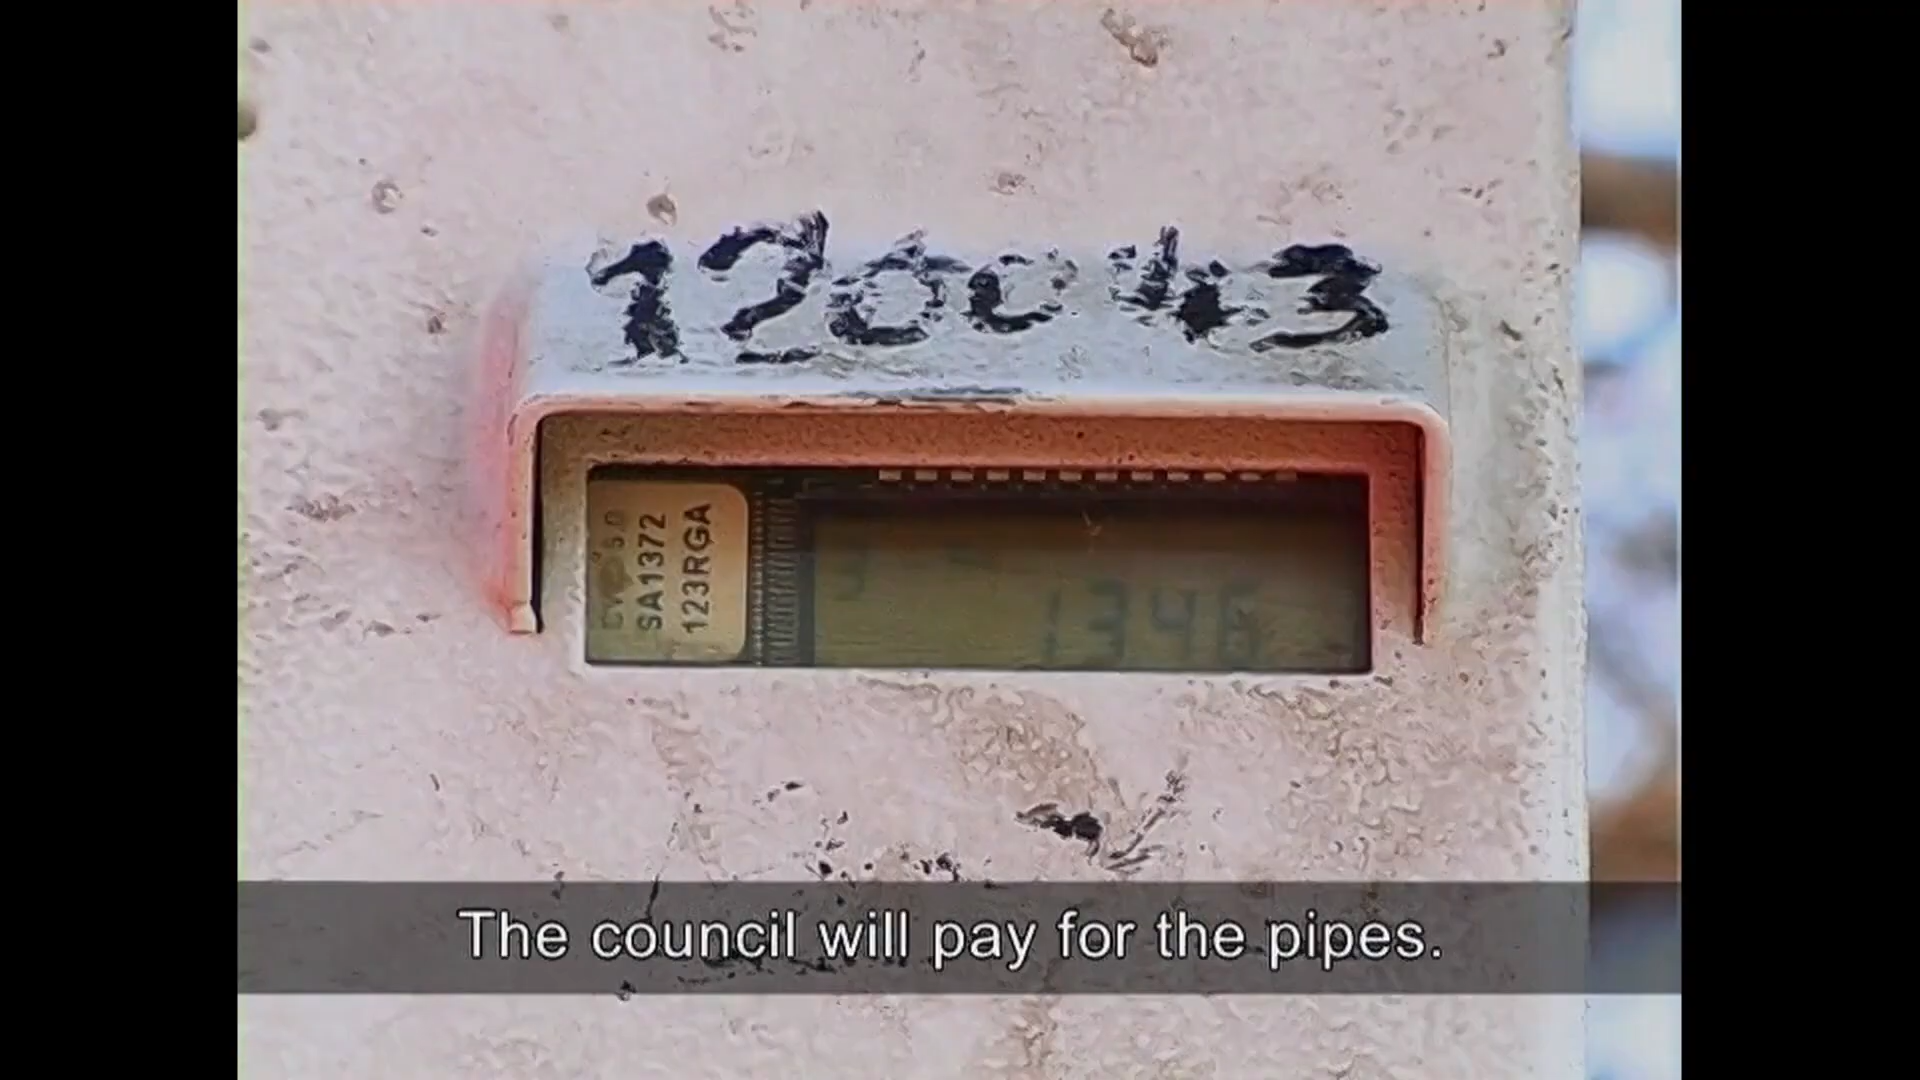 120043
SA1372
123RGA
1346
The council will pay for the pipes.